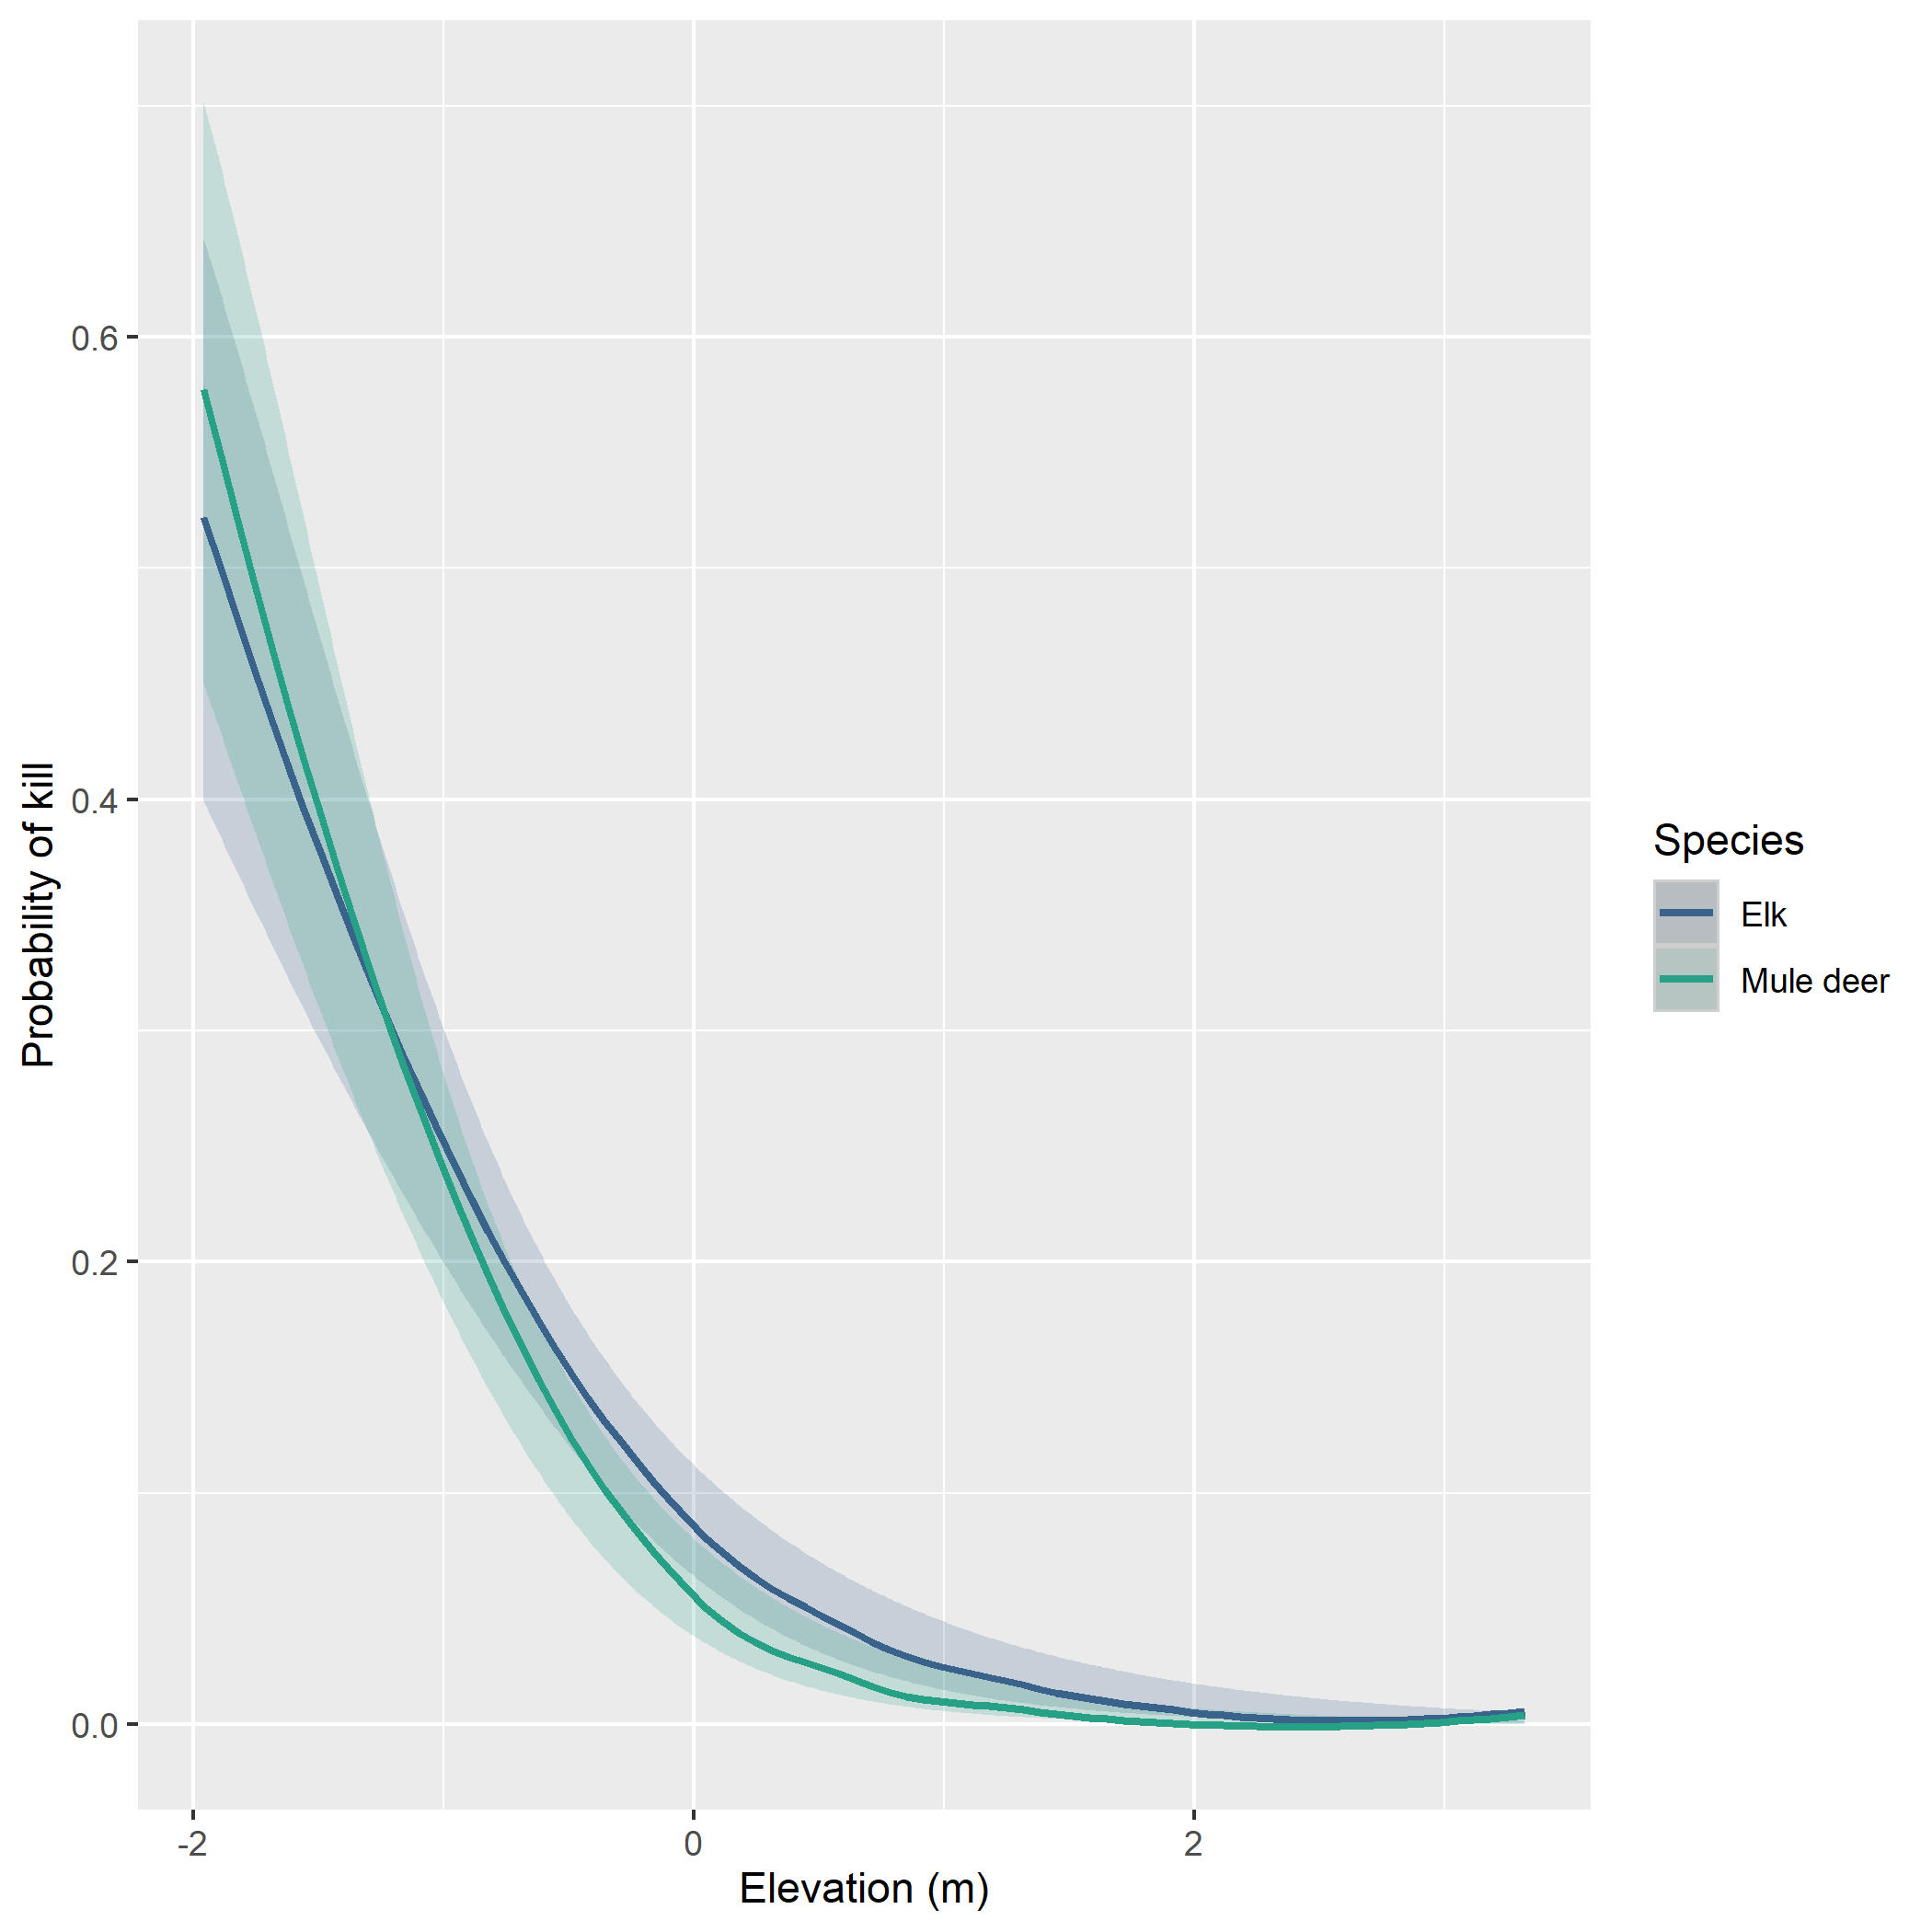 0.6
0.4
0.2
0.0
Probability of kill
-2
0
2
Elevation (m)
Species
Elk
Mule deer